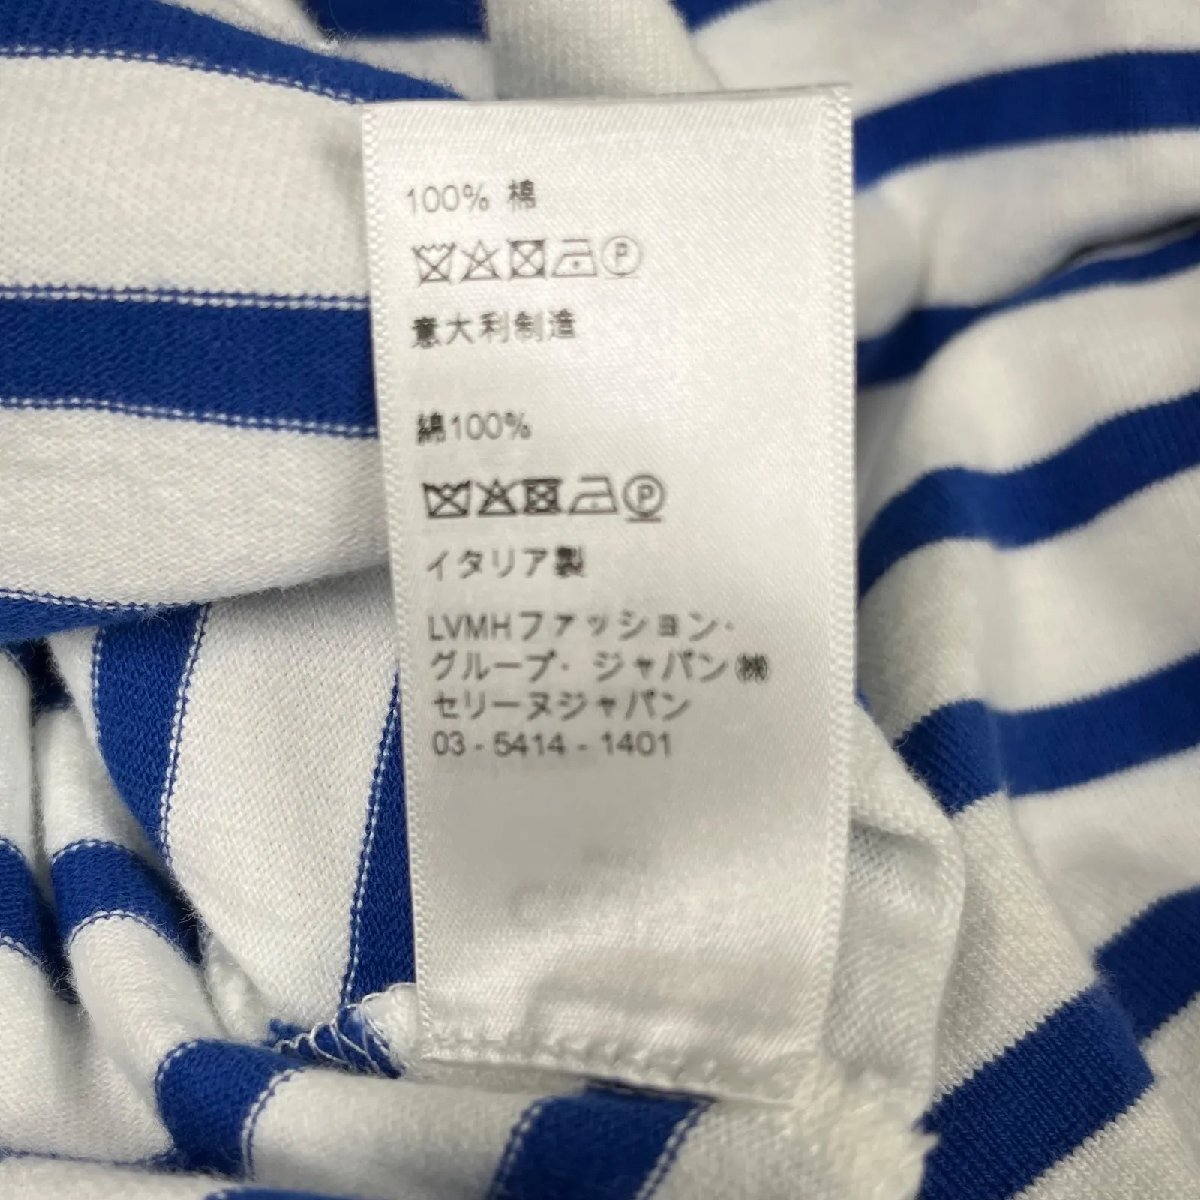 100% 棉
P
意大利制造
綿100%
P
イタリア製
LVMHファッション・
グループ・ジャパン㈱
セリーヌジャパン
03 - 5414 - 1401